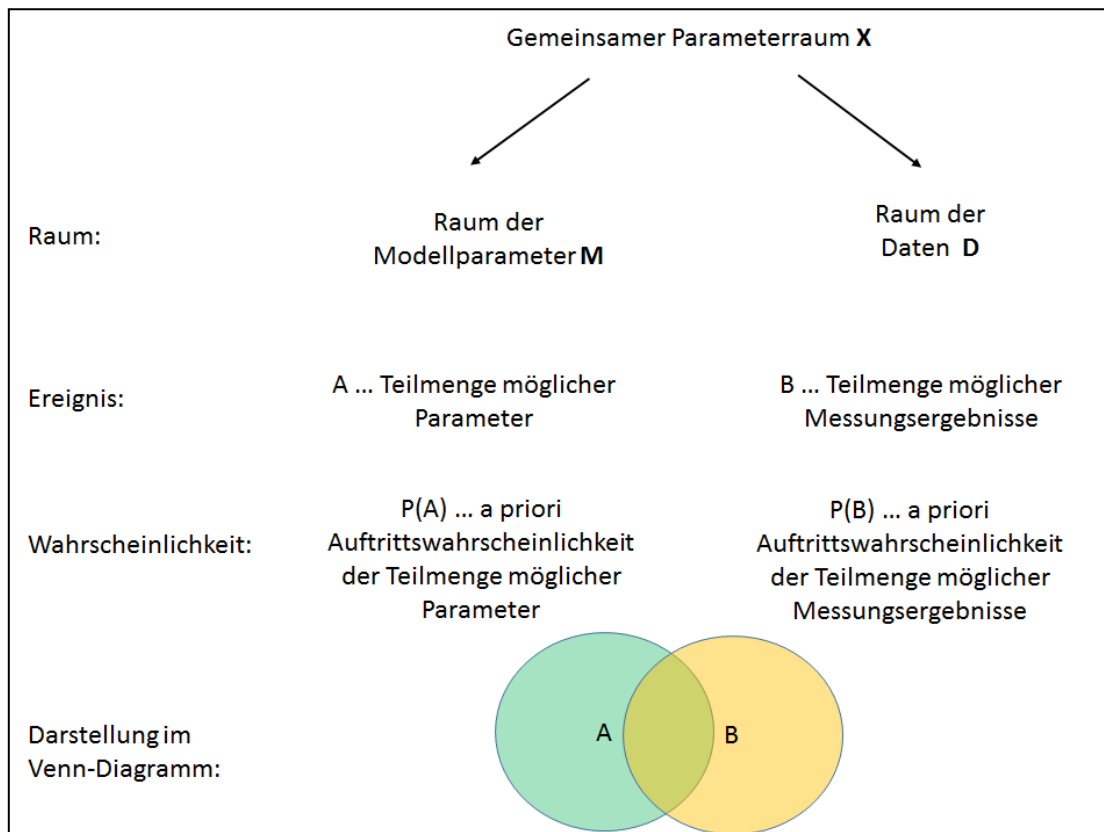 Gemeinsamer Parameterraum X
Raum:
Raum der
Modellparameter M
Raum der
Daten D
Ereignis:
A ... Teilmenge möglicher
Parameter
B ... Teilmenge möglicher
Messungsergebnisse
Wahrscheinlichkeit:
P(A) ... a priori
Auftrittswahrscheinlichkeit
der Teilmenge möglicher
Parameter
P(B) ... a priori
Auftrittswahrscheinlichkeit
der Teilmenge möglicher
Messungsergebnisse
Darstellung im
Venn-Diagramm:
A
B